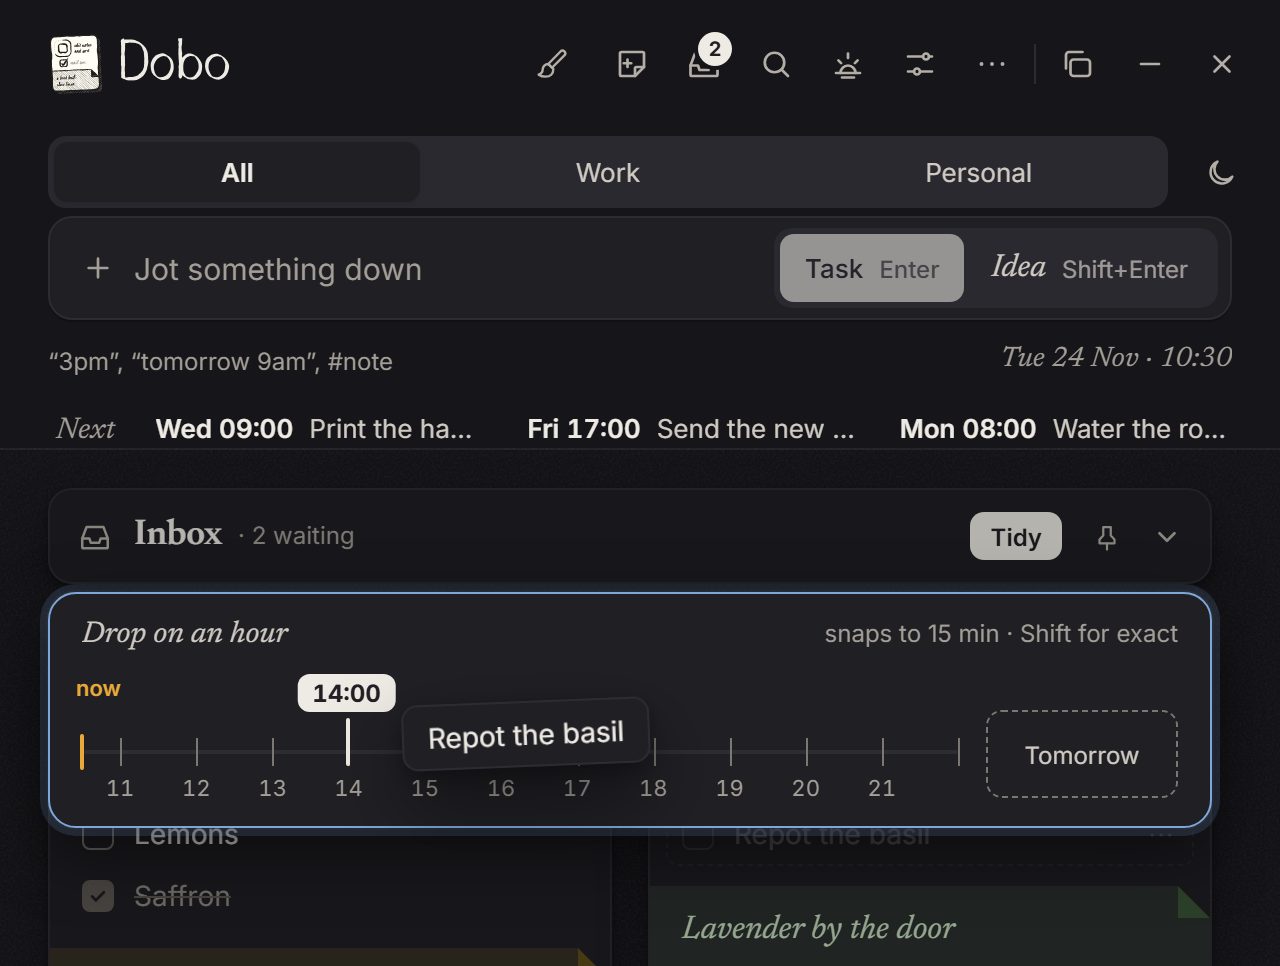 Dobo
2
All Work Personal
Jot something down Task Enter Idea Shift+Enter
“3pm”, “tomorrow 9am”, #note Tue 24 Nov · 10:30
Next Wed 09:00 Print the ha... Fri 17:00 Send the new ... Mon 08:00 Water the ro...
Inbox · 2 waiting Tidy
Drop on an hour snaps to 15 min · Shift for exact
now 14:00
Repot the basil
Tomorrow
11 12 13 14 15 16 17 18 19 20 21
Lemons Repot the basil
Saffron
Lavender by the door